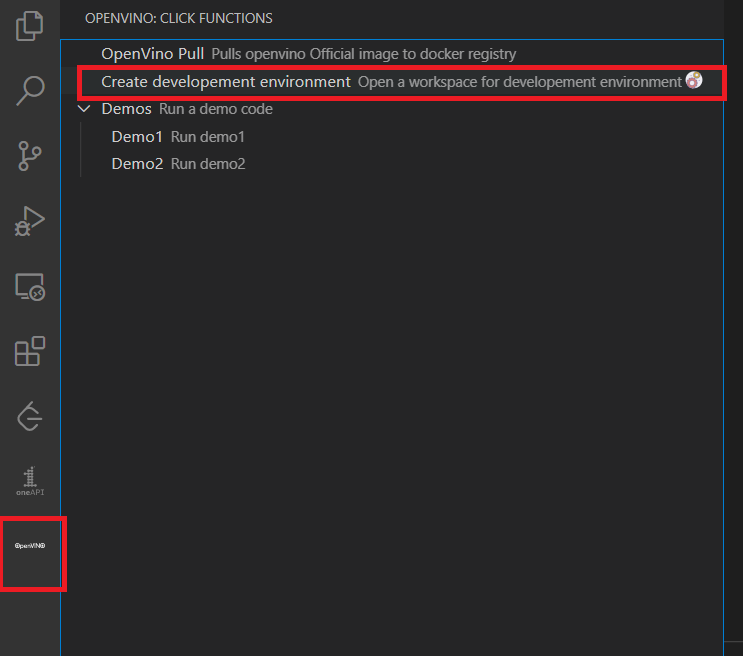 OPENVINO: CLICK FUNCTIONS
OpenVino Pull Pulls openvino Official image to docker registry
Create developement environment Open a workspace for developement environment
Demos Run a demo code
Demo1 Run demo1
Demo2 Run demo2
oneAPI
OpenVINO